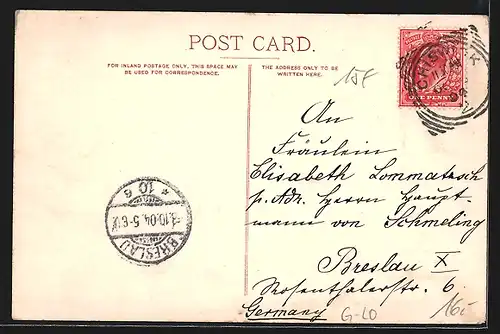 POST CARD.
FOR INLAND POSTAGE ONLY, THIS SPACE MAY
BE USED FOR CORRESPONDENCE.
THE ADDRESS ONLY TO BE
WRITTEN HERE.
ONE PENNY
15f
An
Fräulein
Elisabeth Lommatzsch
p. Adr. Herrn Haupt-
mann von Schmeling
Breslau X
Rosenthalerstr. 6
Germany
G-LO
16,-
* 10 e
.10.04.5-6
BRESLAU